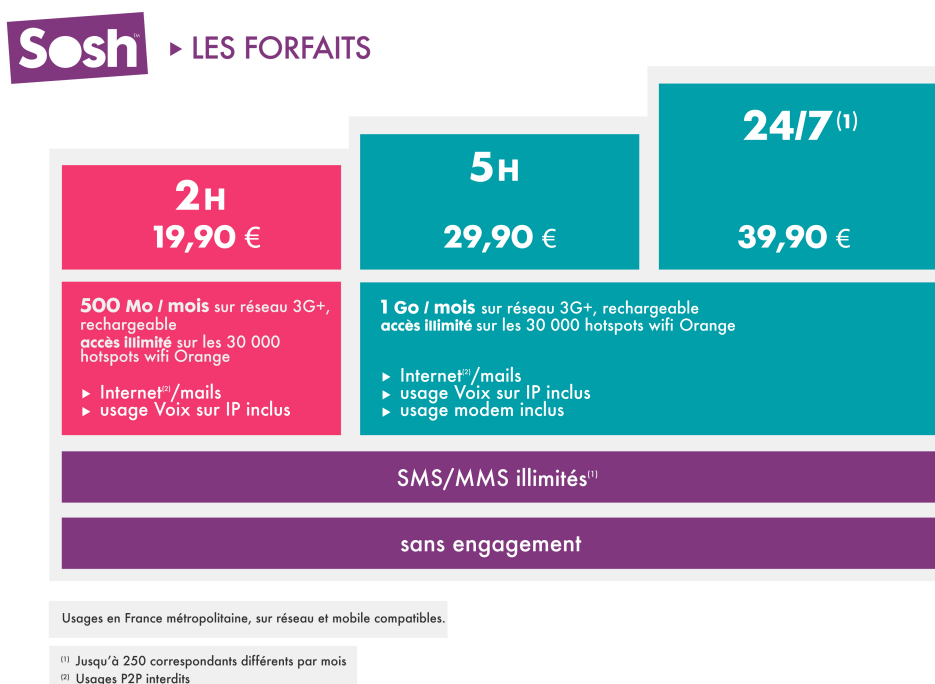 Sosh
► LES FORFAITS
2H
19,90 €
5H
29,90 €
24/7 (1)
39,90 €
500 Mo / mois sur réseau 3G+,
rechargeable
accès illimité sur les 30 000
hotspots wifi Orange
► Internet(2)/mails
► usage Voix sur IP inclus
1 Go / mois sur réseau 3G+, rechargeable
accès illimité sur les 30 000 hotspots wifi Orange
► Internet(2)/mails
► usage Voix sur IP inclus
► usage modem inclus
SMS/MMS illimités(1)
sans engagement
Usages en France métropolitaine, sur réseau et mobile compatibles.
(1) Jusqu'à 250 correspondants différents par mois
(2) Usages P2P interdits